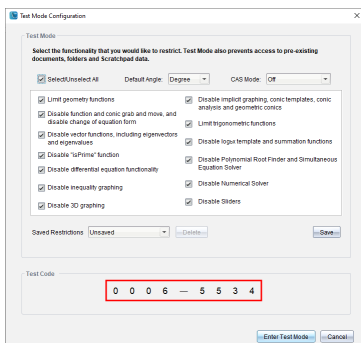 Test Mode Configuration
Test Mode
Select the functionality that you would like to restrict. Test Mode also prevents access to pre-existing
documents, folders and Scratchpad data.
Select/Unselect All Default Angle: Degree CAS Mode: Off
Limit geometry functions
Disable function and conic grab and move, and
disable change of equation form
Disable vector functions, including eigenvectors
and eigenvalues
Disable "isPrime" function
Disable differential equation functionality
Disable inequality graphing
Disable 3D graphing
Disable implicit graphing, conic templates, conic
analysis and geometric conics
Limit trigonometric functions
Disable logıx template and summation functions
Disable Polynomial Root Finder and Simultaneous
Equation Solver
Disable Numerical Solver
Disable Sliders
Saved Restrictions Unsaved Delete Save
Test Code
0 0 0 6 — 5 5 3 4
Enter Test Mode Cancel